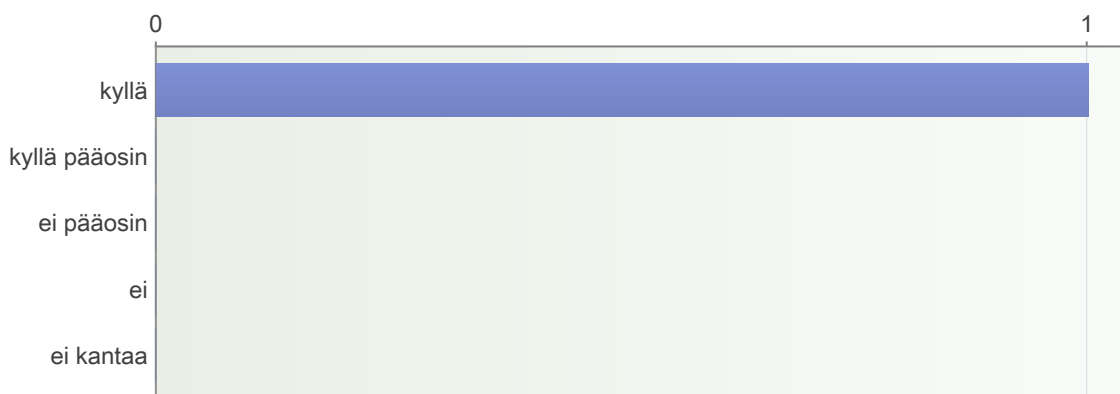 0 1
kyllä
kyllä pääosin
ei pääosin
ei
ei kantaa